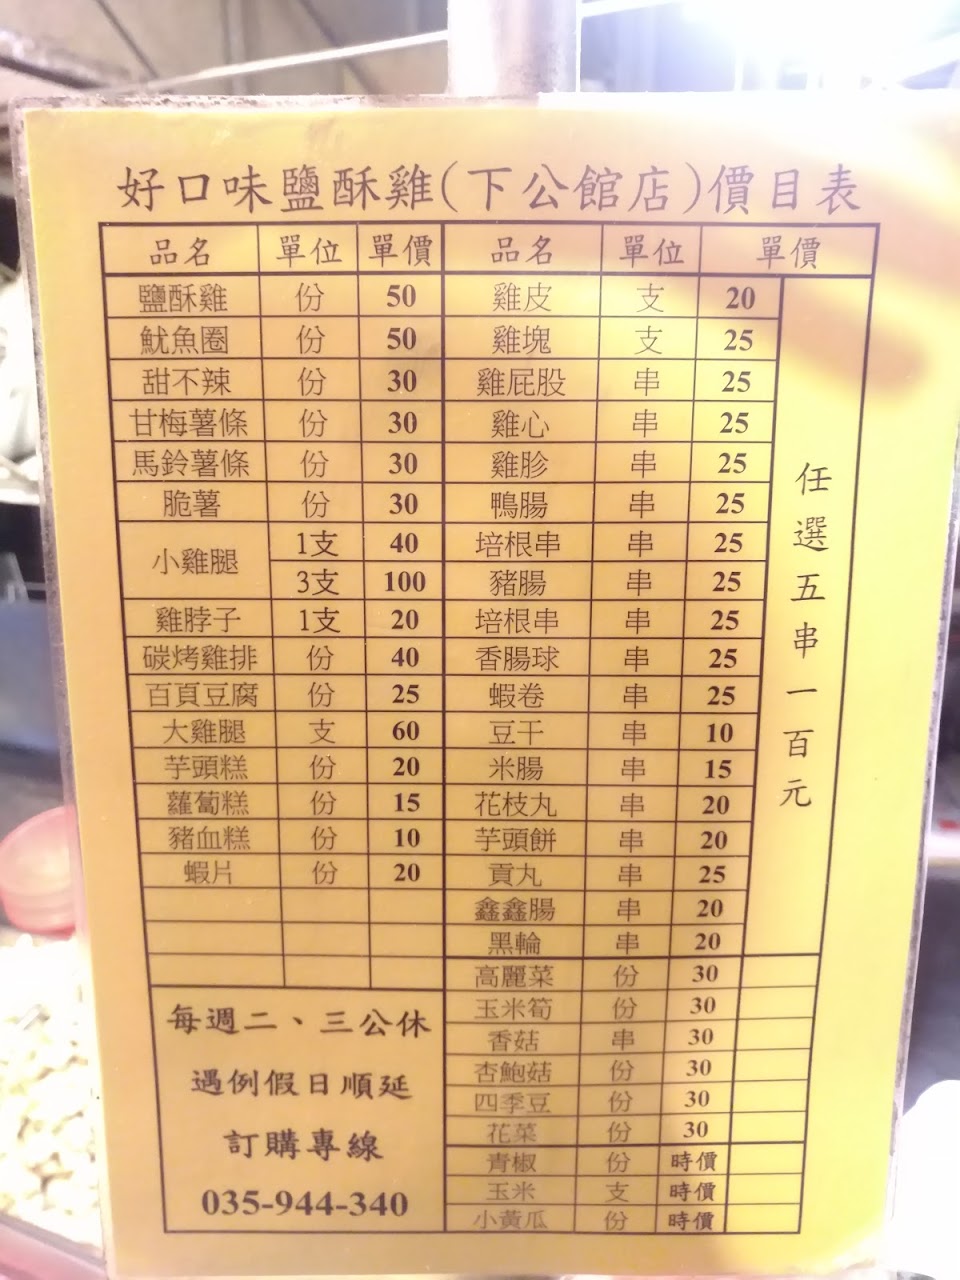 好口味鹽酥雞(下公館店)價目表
品名 單位 單價 品名 單位 單價
鹽酥雞 份 50 雞皮 支 20
魷魚圈 份 50 雞塊 支 25
甜不辣 份 30 雞屁股 串 25
甘梅薯條 份 30 雞心 串 25
馬鈴薯條 份 30 雞胗 串 25
脆薯 份 30 鴨腸 串 25
小雞腿 1支 40 培根串 串 25
3支 100 豬腸 串 25
雞脖子 1支 20 培根串 串 25
碳烤雞排 份 40 香腸球 串 25
百頁豆腐 份 25 蝦卷 串 25
大雞腿 支 60 豆干 串 10
芋頭糕 份 20 米腸 串 15
蘿蔔糕 份 15 花枝丸 串 20
豬血糕 份 10 芋頭餅 串 20
蝦片 份 20 貢丸 串 25
鑫鑫腸 串 20
黑輪 串 20
任選五串一百元
高麗菜 份 30
玉米筍 份 30
香菇 串 30
杏鮑菇 份 30
四季豆 份 30
花菜 份 30
青椒 份 時價
玉米 支 時價
小黃瓜 份 時價
每週二、三公休
遇例假日順延
訂購專線
035-944-340